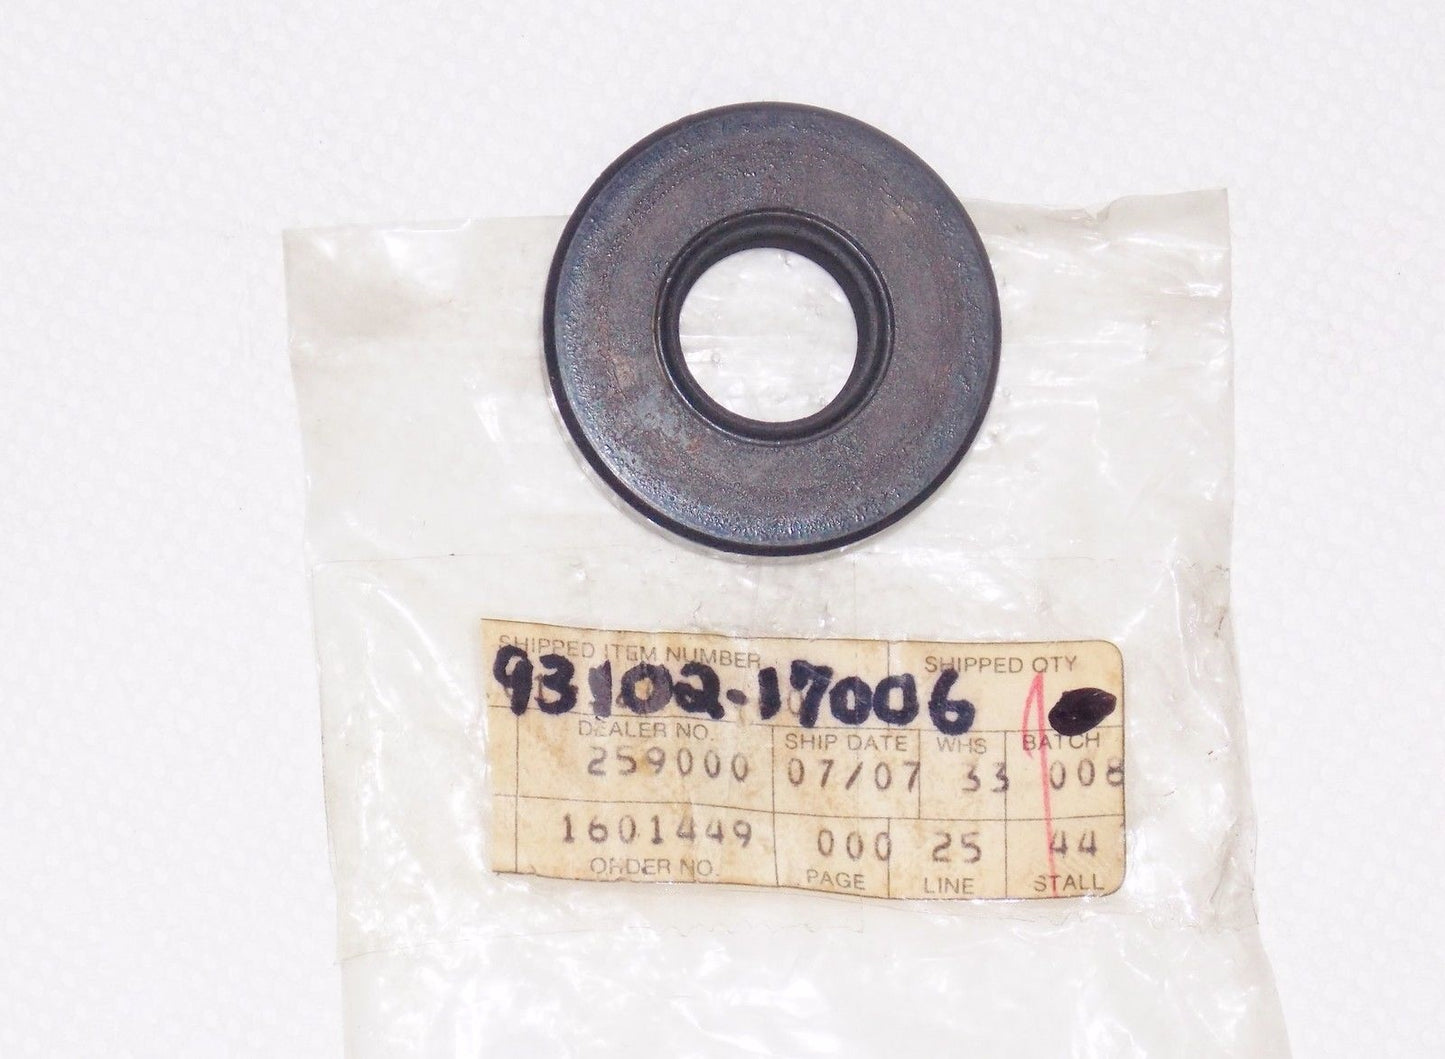 SHIPPED ITEM NUMBER SHIPPED QTY
93102-17006
DEALER NO. SHIP DATE WHS BATCH
259000 07/07 33 008
1601449 000 25 44
ORDER NO. PAGE LINE STALL